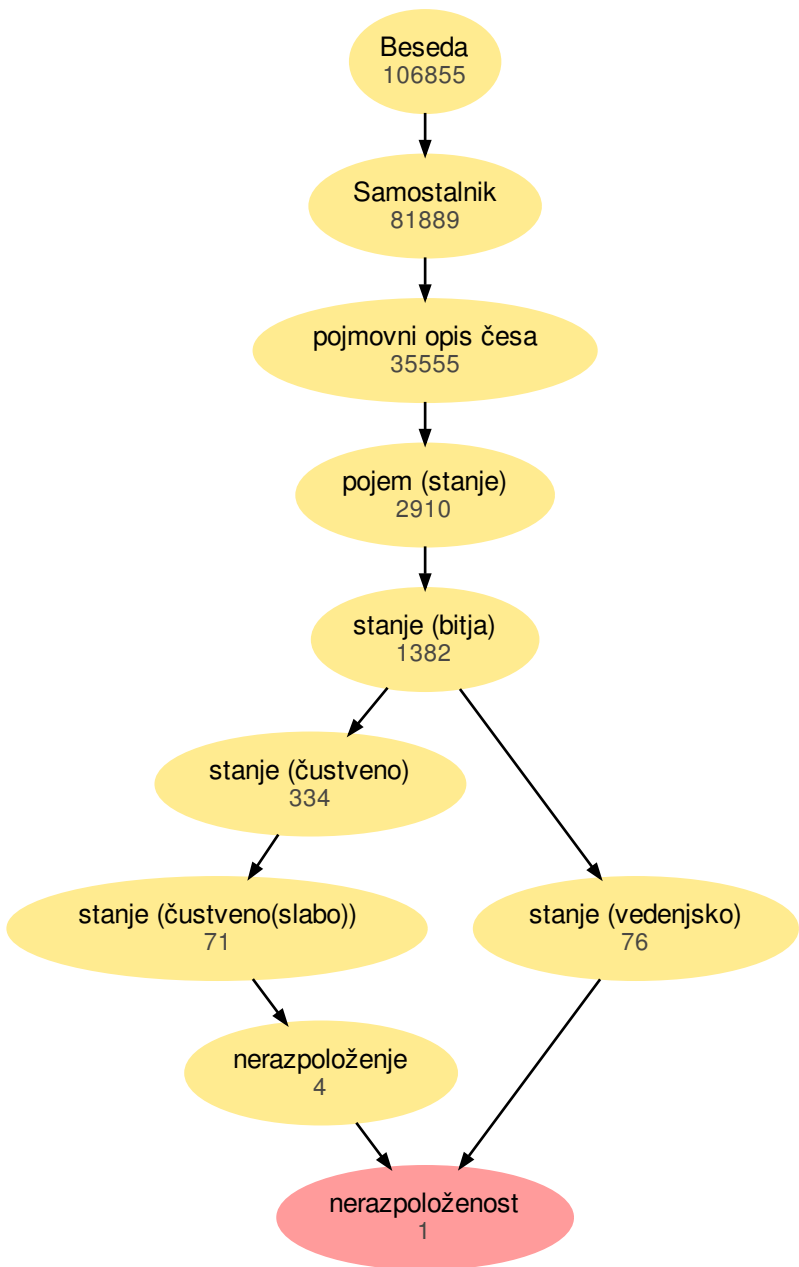 Beseda
106855
Samostalnik
81889
pojmovni opis česa
35555
pojem (stanje)
2910
stanje (bitja)
1382
stanje (čustveno)
334
stanje (čustveno(slabo))
71
stanje (vedenjsko)
76
nerazpoloženje
4
nerazpoloženost
1